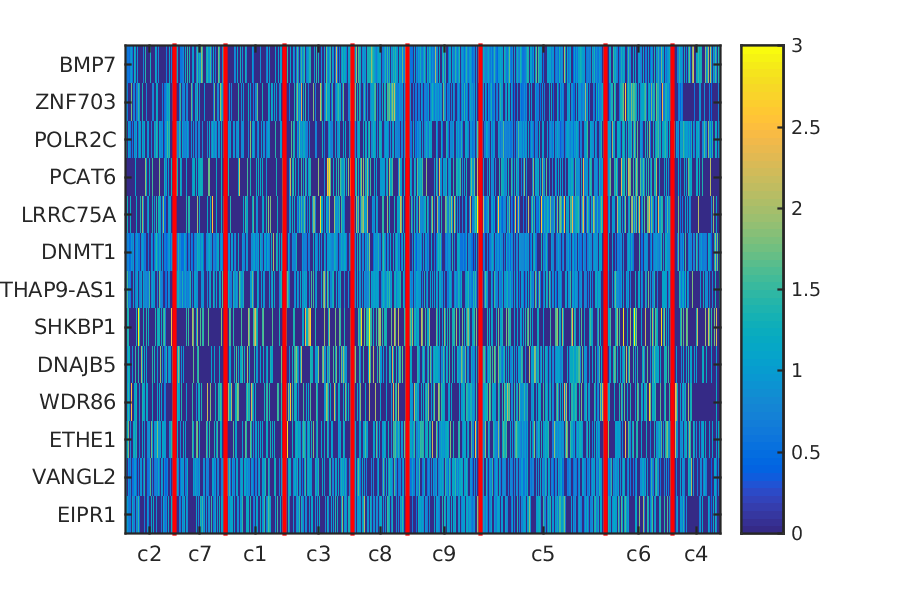 BMP7
ZNF703
POLR2C
PCAT6
LRRC75A
DNMT1
THAP9-AS1
SHKBP1
DNAJB5
WDR86
ETHE1
VANGL2
EIPR1
c2 c7 c1 c3 c8 c9 c5 c6 c4
3
2.5
2
1.5
1
0.5
0